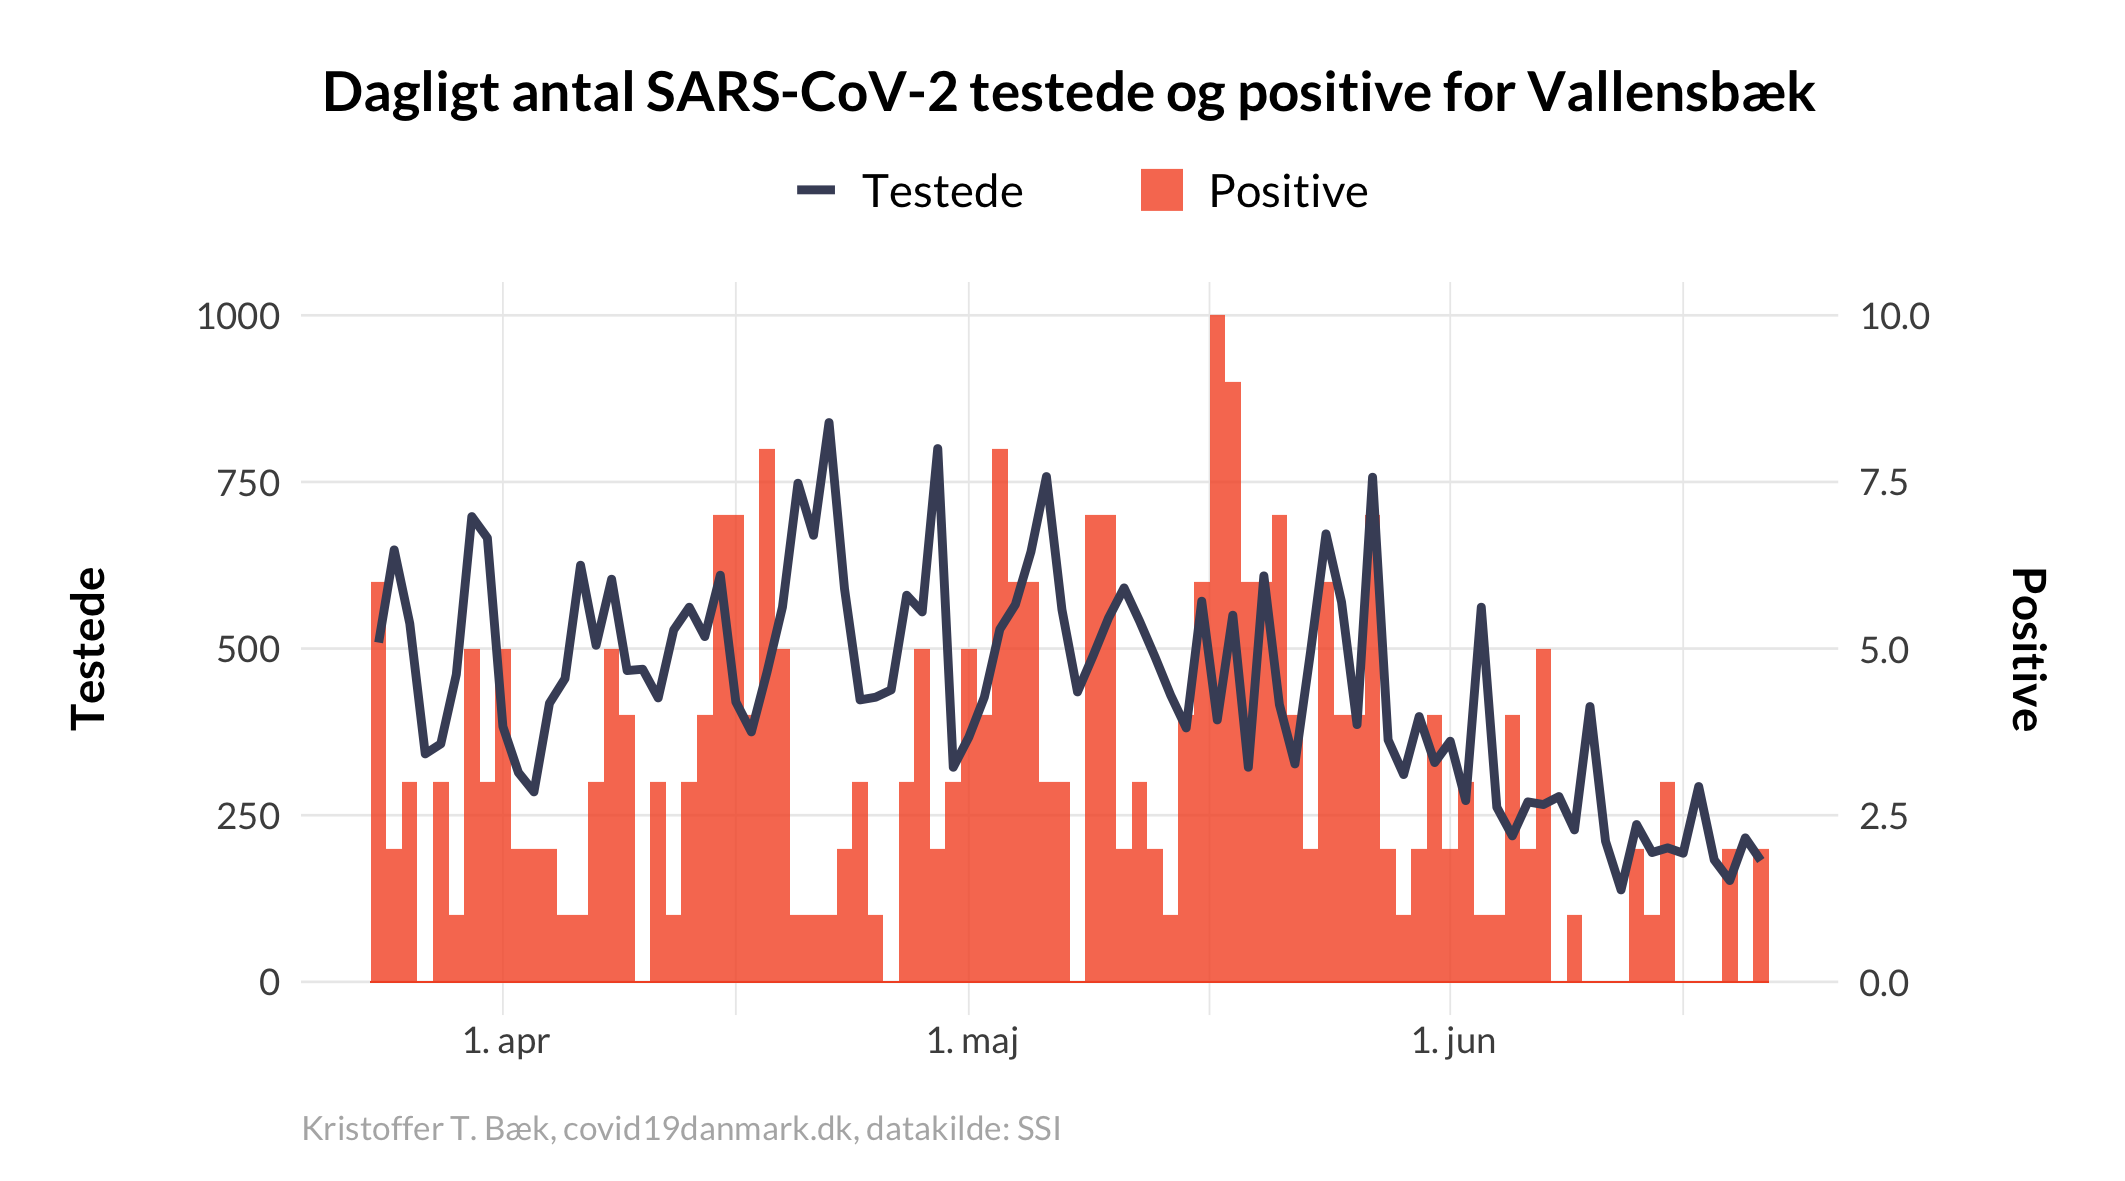 Dagligt antal SARS-CoV-2 testede og positive for Vallensbæk
Testede
Positive
1000
750
500
250
0
Testede
10.0
7.5
5.0
2.5
0.0
Positive
1. apr
1. maj
1. jun
Kristoffer T. Bæk, covid19danmark.dk, datakilde: SSI